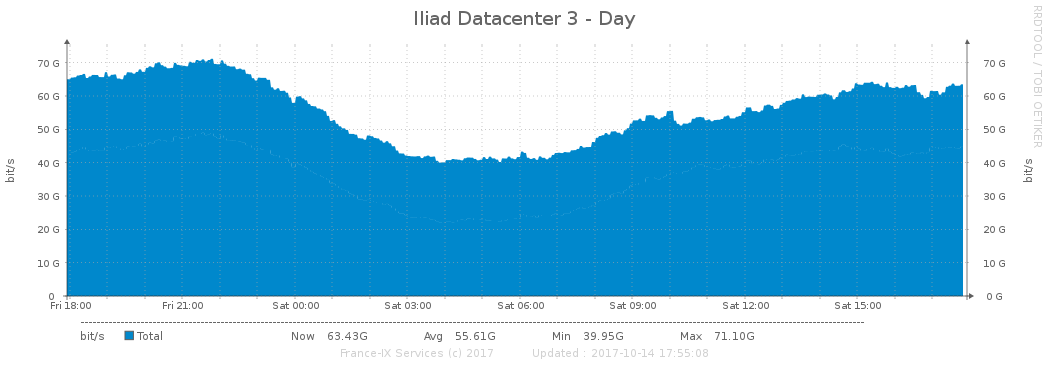 Iliad Datacenter 3 - Day
RRDTOOL / TOBI OETIKER
bit/s
70 G 70 G
60 G 60 G
50 G 50 G
40 G 40 G
30 G 30 G
20 G 20 G
10 G 10 G
0 0 G
bit/s
Fri 18:00 Fri 21:00 Sat 00:00 Sat 03:00 Sat 06:00 Sat 09:00 Sat 12:00 Sat 15:00
bit/s Total Now 63.43G Avg 55.61G Min 39.95G Max 71.10G
France-IX Services (c) 2017 Updated : 2017-10-14 17:55:08